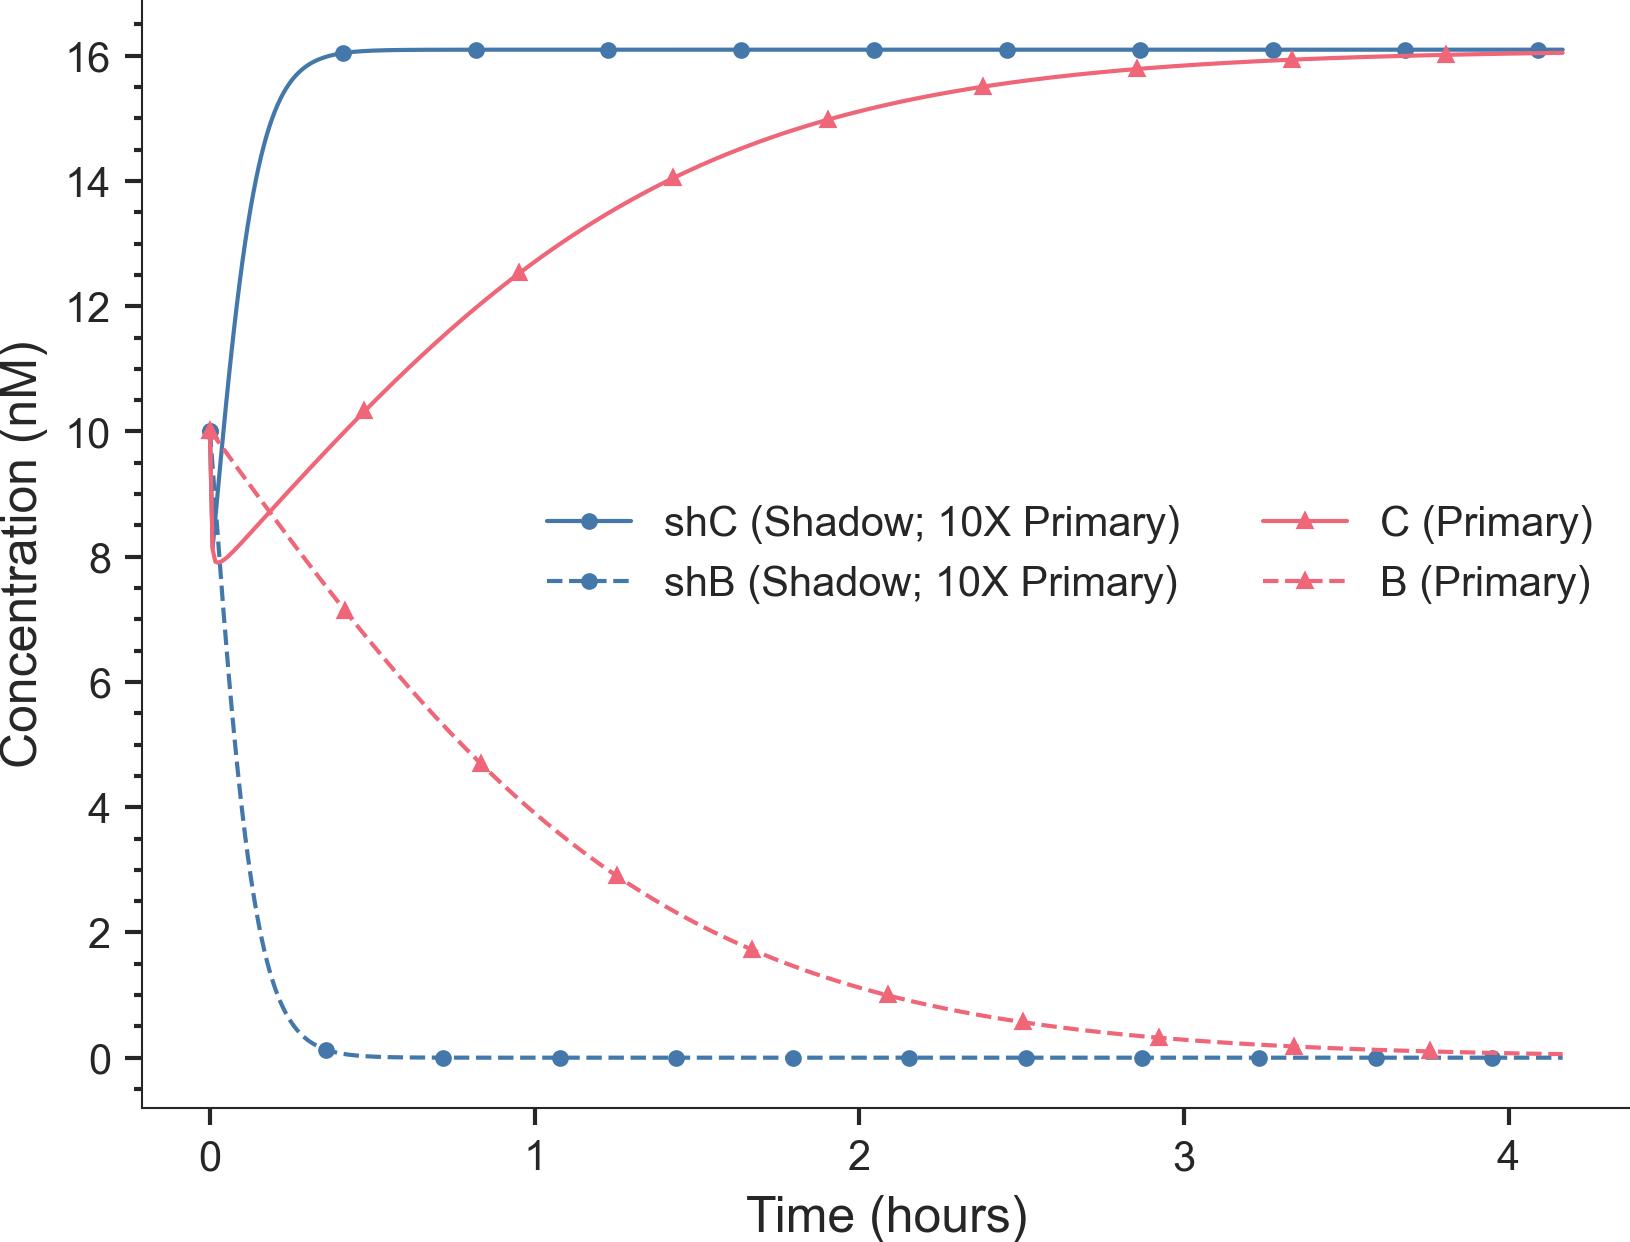 16
14
12
10
8
6
4
2
0
Concentration (nM)
shC (Shadow; 10X Primary)
C (Primary)
shB (Shadow; 10X Primary)
B (Primary)
0 1 2 3 4
Time (hours)